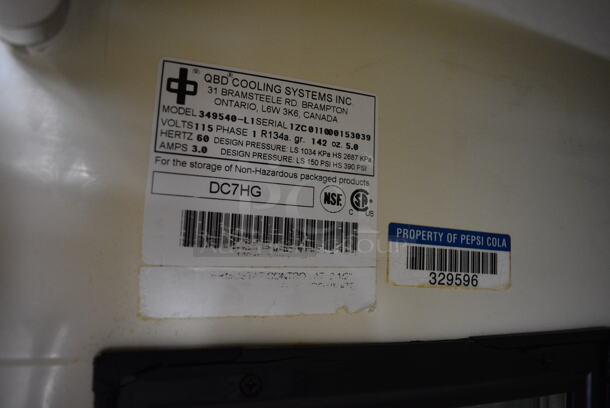 QBD® COOLING SYSTEMS INC.
31 BRAMSTEELE RD, BRAMPTON
ONTARIO, L6W 3K6, CANADA
MODEL 349540-L1 SERIAL 1ZC011000153039
VOLTS 115 PHASE 1 R134a. gr. 142 oz. 5.0
HERTZ 60 DESIGN PRESSURE: LS 1034 KPa HS 2687 KPa
AMPS 3.0 DESIGN PRESSURE: LS 150 PSI HS 390 PSI
For the storage of Non-Hazardous packaged products
DC7HG
NSF
C US
PROPERTY OF PEPSI COLA
329596